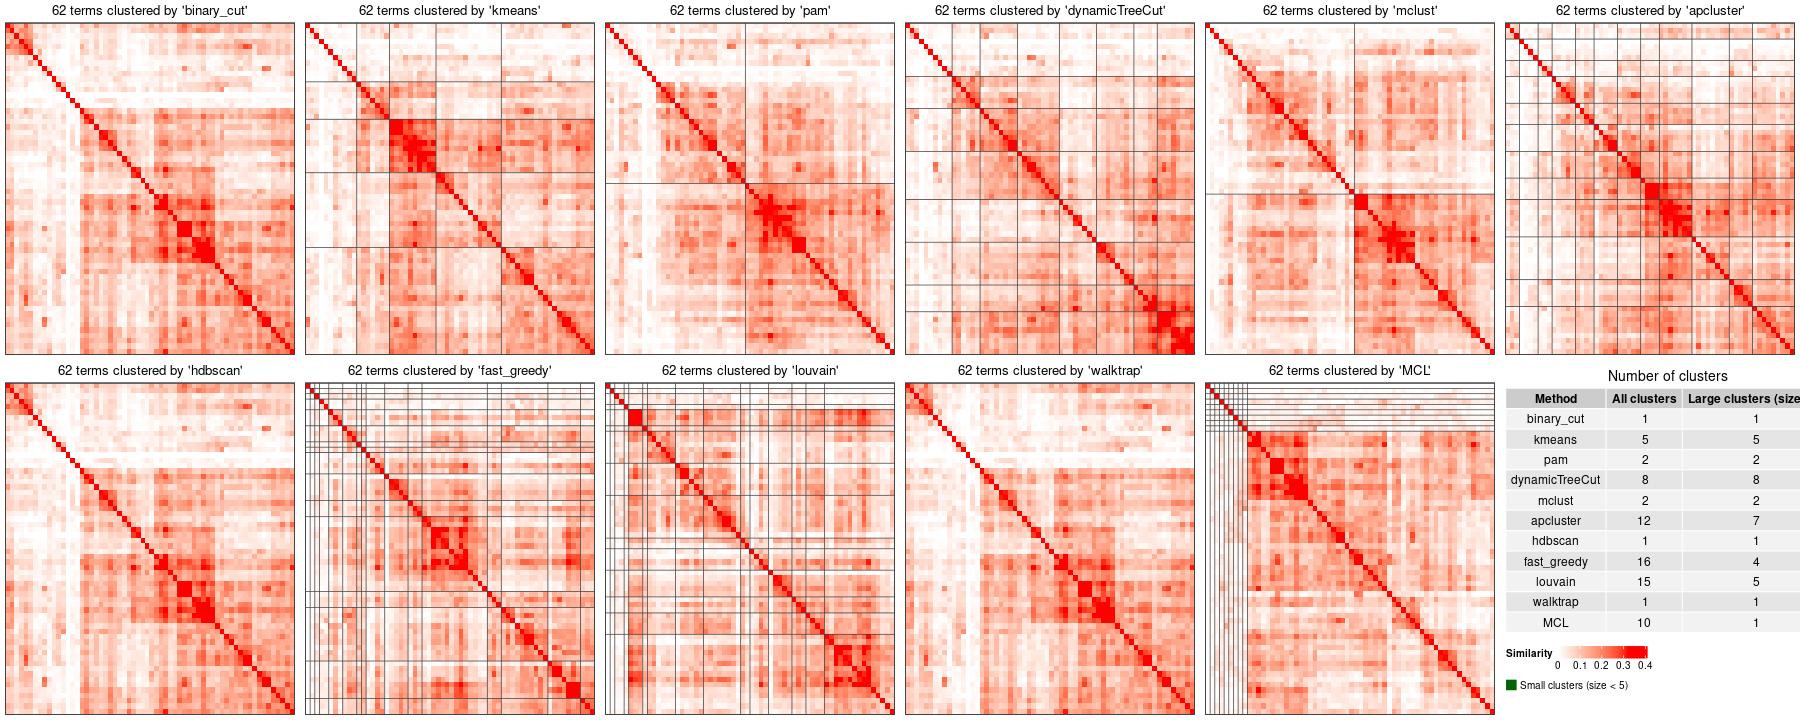 62 terms clustered by 'binary_cut'
62 terms clustered by 'kmeans'
62 terms clustered by 'pam'
62 terms clustered by 'dynamicTreeCut'
62 terms clustered by 'mclust'
62 terms clustered by 'apcluster'
62 terms clustered by 'hdbscan'
62 terms clustered by 'fast_greedy'
62 terms clustered by 'louvain'
62 terms clustered by 'walktrap'
62 terms clustered by 'MCL'
Number of clusters
Method All clusters Large clusters (size
binary_cut 1 1
kmeans 5 5
pam 2 2
dynamicTreeCut 8 8
mclust 2 2
apcluster 12 7
hdbscan 1 1
fast_greedy 16 4
louvain 15 5
walktrap 1 1
MCL 10 1
Similarity
0 0.1 0.2 0.3 0.4
Small clusters (size < 5)